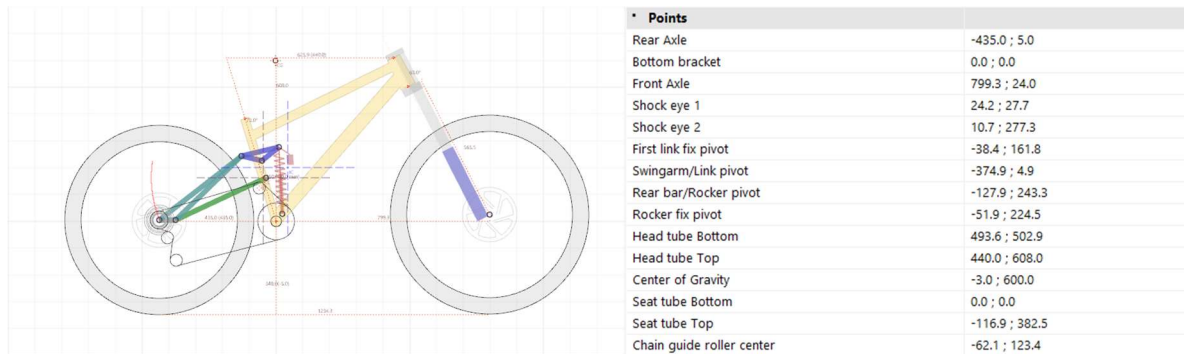 Points
Rear Axle -435.0 ; 5.0
Bottom bracket 0.0 ; 0.0
Front Axle 799.3 ; 24.0
Shock eye 1 24.2 ; 27.7
Shock eye 2 10.7 ; 277.3
First link fix pivot -38.4 ; 161.8
Swingarm/Link pivot -374.9 ; 4.9
Rear bar/Rocker pivot -127.9 ; 243.3
Rocker fix pivot -51.9 ; 224.5
Head tube Bottom 493.6 ; 502.9
Head tube Top 440.0 ; 608.0
Center of Gravity -3.0 ; 600.0
Seat tube Bottom 0.0 ; 0.0
Seat tube Top -116.9 ; 382.5
Chain guide roller center -62.1 ; 123.4
608.0
799.3